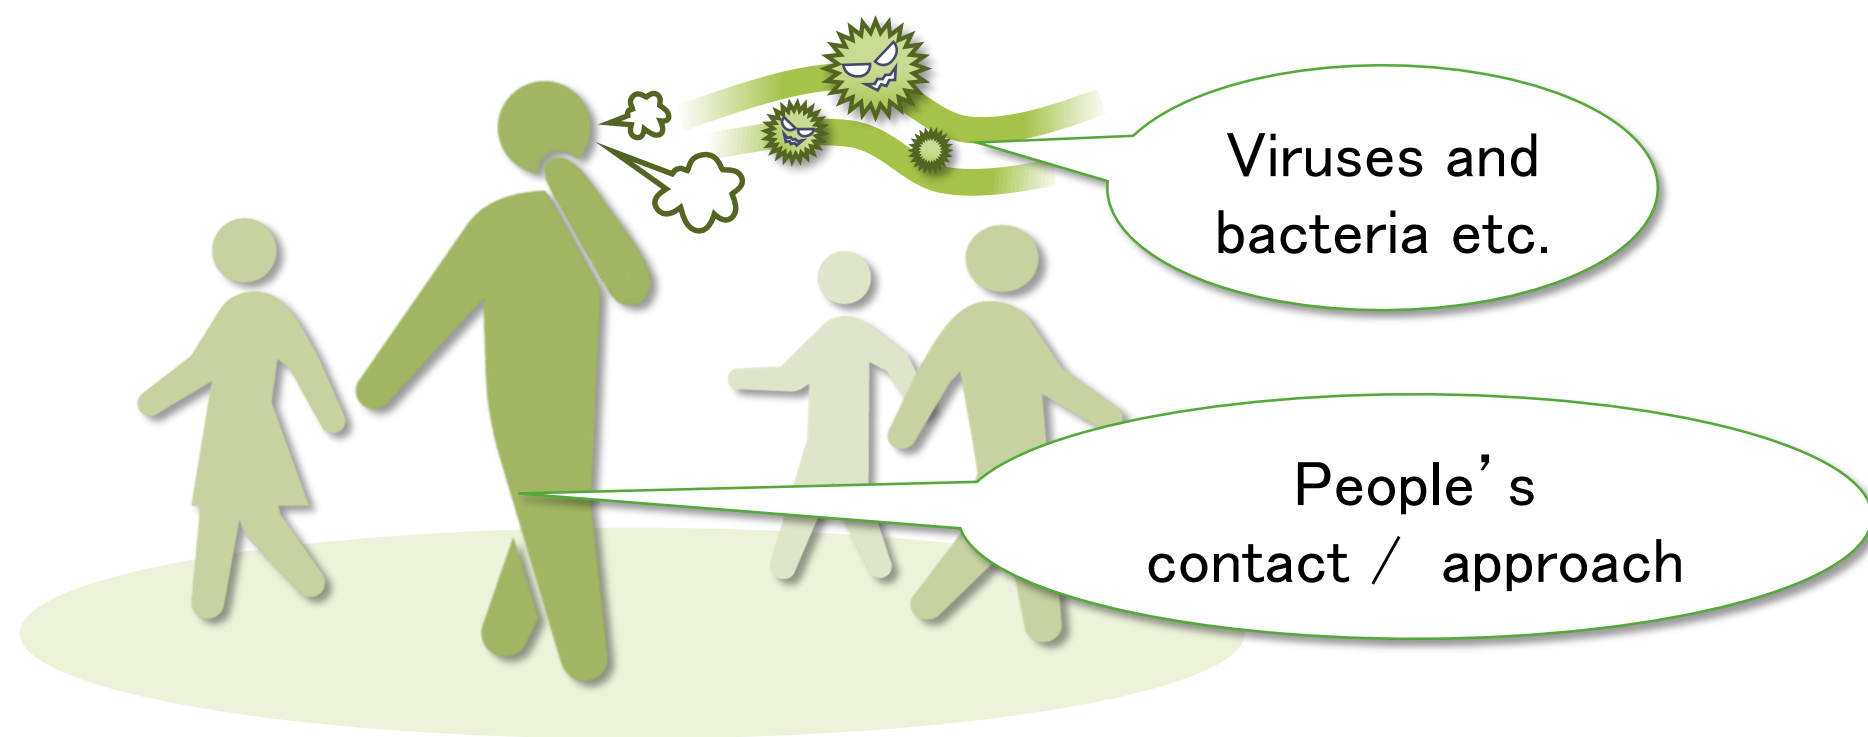 Viruses and
bacteria etc.
People’s
contact / approach